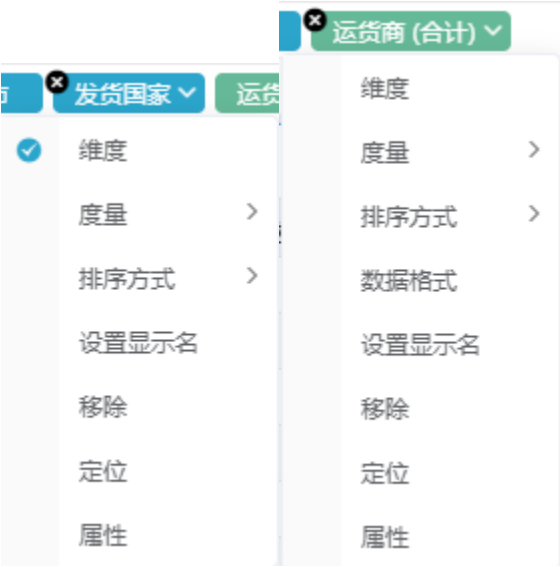 发货国家
维度
度量
排序方式
设置显示名
移除
定位
属性
运货商 (合计)
维度
度量
排序方式
数据格式
设置显示名
移除
定位
属性